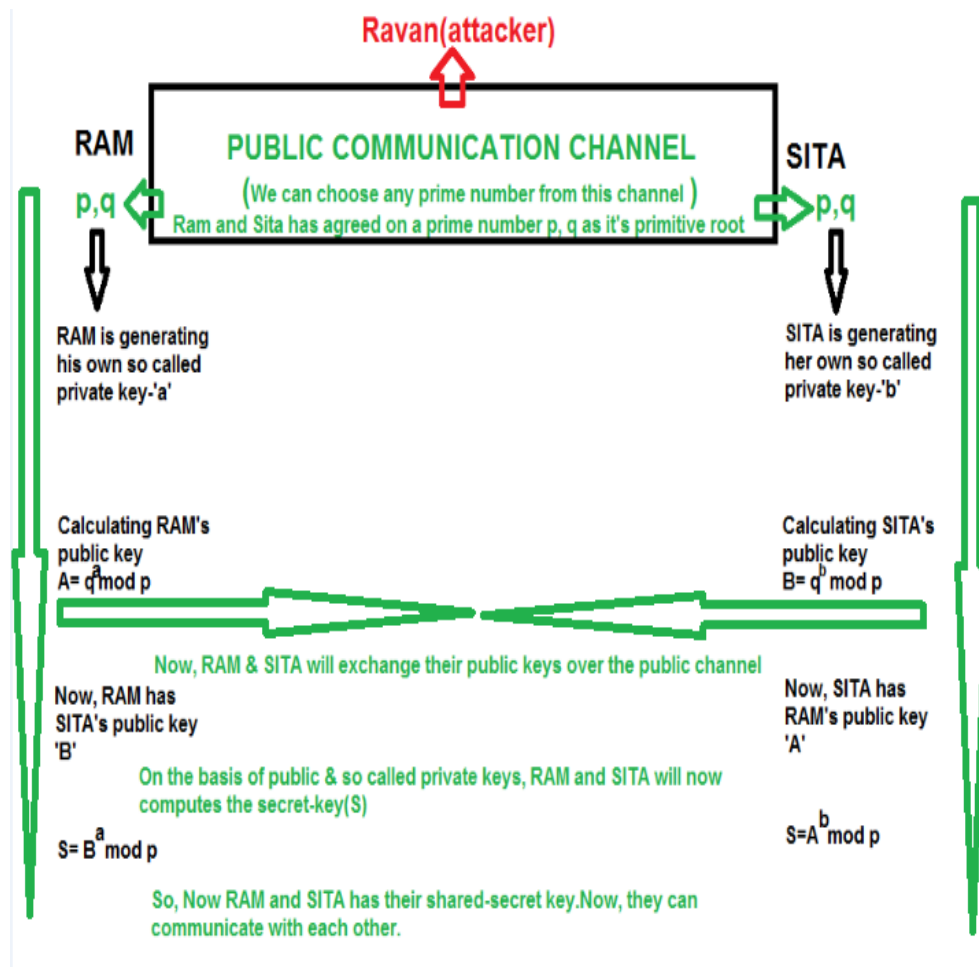 Ravan(attacker)
RAM
PUBLIC COMMUNICATION CHANNEL
SITA
p,q
(We can choose any prime number from this channel )
p,q
Ram and Sita has agreed on a prime number p, q as it's primitive root
RAM is generating
his own so called
private key-'a'
SITA is generating
her own so called
private key-'b'
Calculating RAM's
public key
A= q^a mod p
Calculating SITA's
public key
B= q^b mod p
Now, RAM & SITA will exchange their public keys over the public channel
Now, RAM has
SITA's public key
'B'
Now, SITA has
RAM's public key
'A'
On the basis of public & so called private keys, RAM and SITA will now
computes the secret-key(S)
S= B^a mod p
S=A^b mod p
So, Now RAM and SITA has their shared-secret key.Now, they can
communicate with each other.